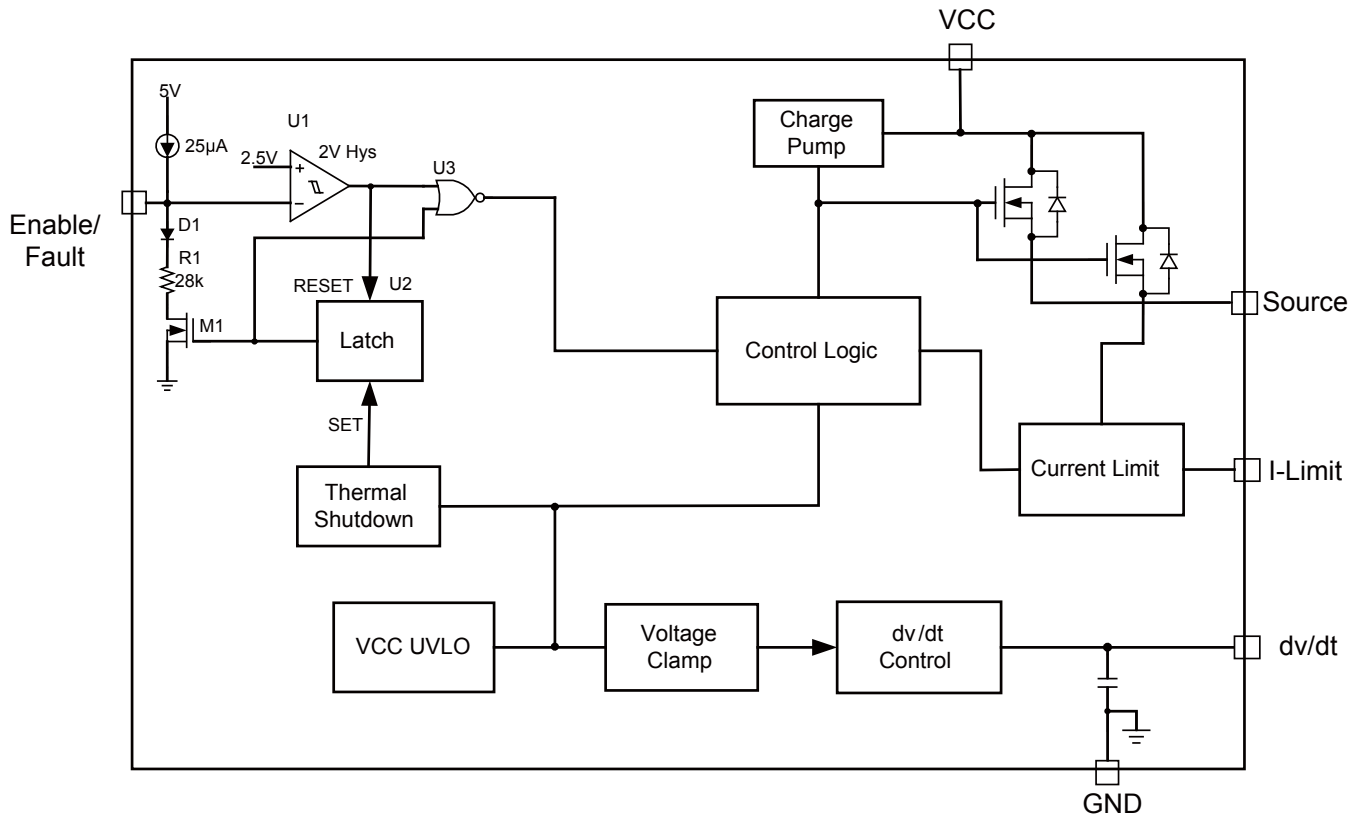 VCC
5V
U1
25µA
2V Hys
2.5V
+
−
U3
Charge
Pump
Enable/
Fault
D1
R1
28k
RESET
U2
M1
Latch
Control Logic
Source
SET
Thermal
Shutdown
Current Limit
I-Limit
VCC UVLO
Voltage
Clamp
dv/dt
Control
dv/dt
GND